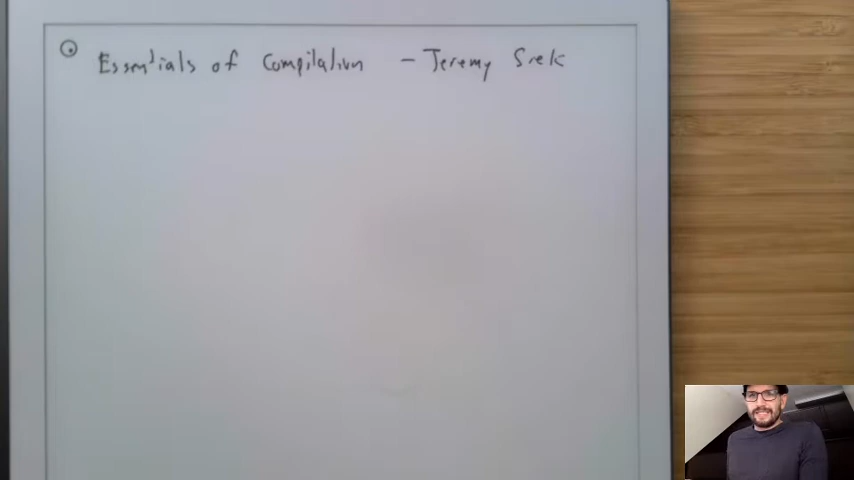 ⊙ Essentials of Compilation - Jeremy Siek